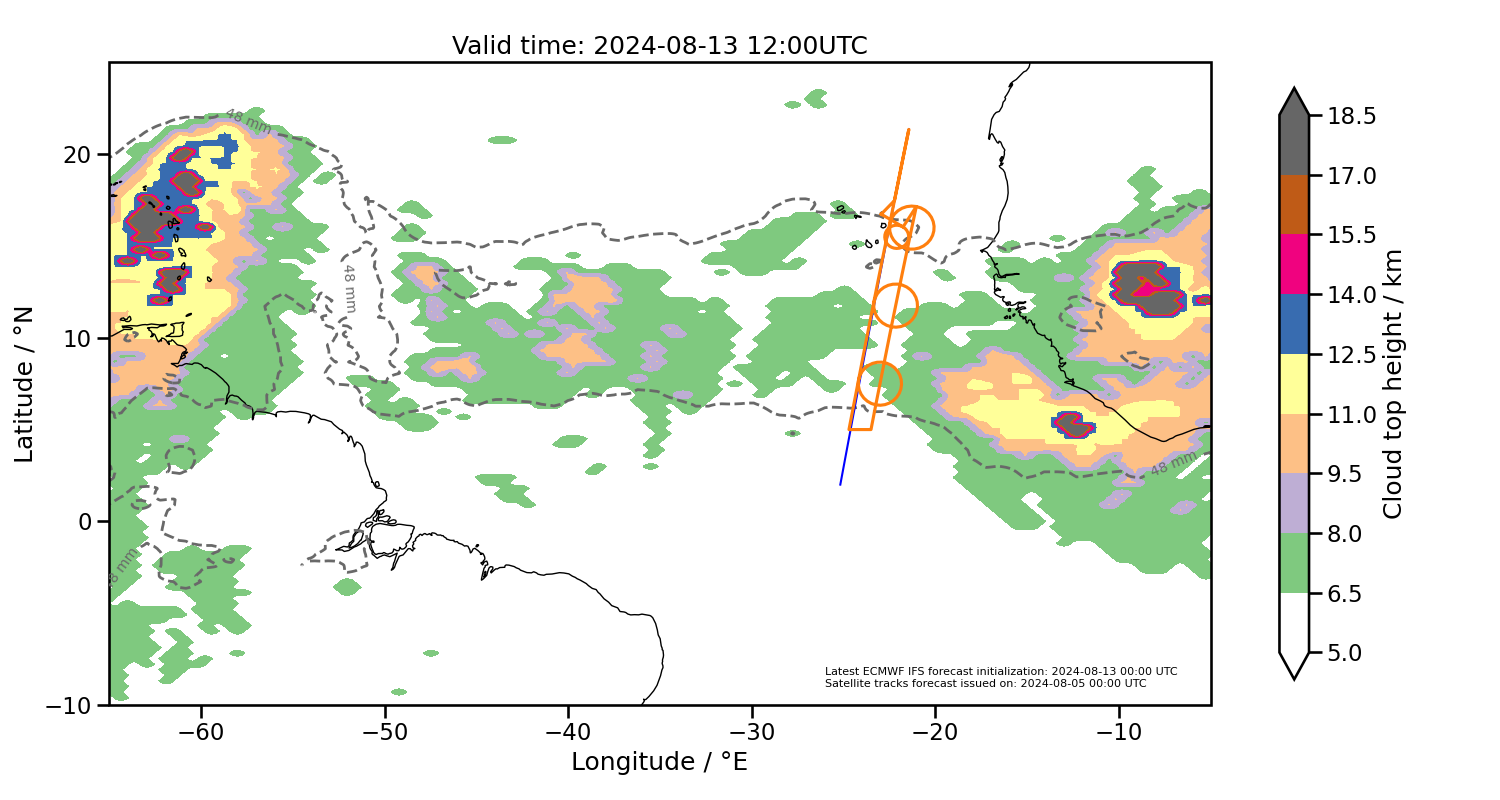 Valid time: 2024-08-13 12:00UTC
48 mm
48 mm
48 mm
8 mm
20
10
0
−10
Latitude / °N
−60
−50
−40
−30
−20
−10
Longitude / °E
Latest ECMWF IFS forecast initialization: 2024-08-13 00:00 UTC
Satellite tracks forecast issued on: 2024-08-05 00:00 UTC
18.5
17.0
15.5
14.0
12.5
11.0
9.5
8.0
6.5
5.0
Cloud top height / km